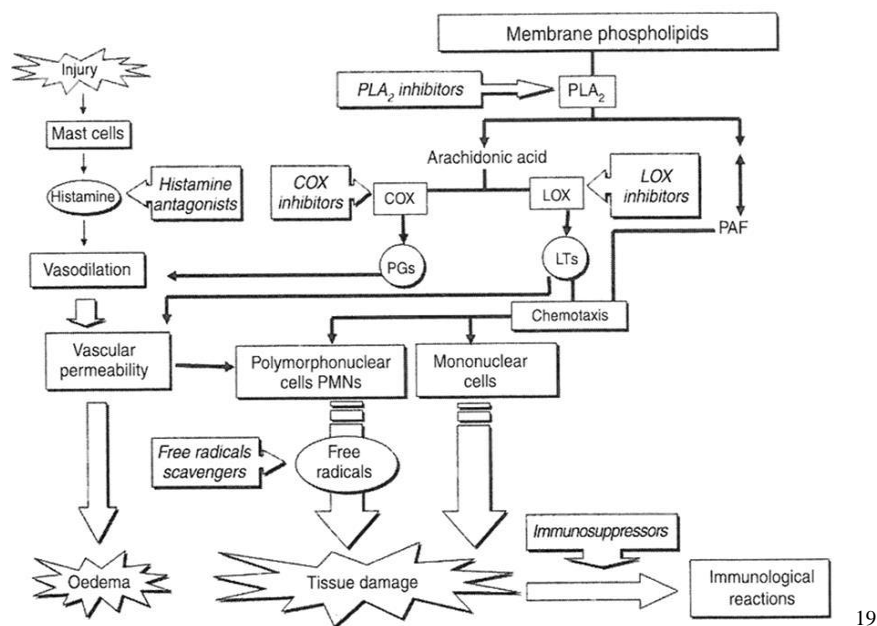 Membrane phospholipids
Injury
PLA2 inhibitors
PLA2
Mast cells
Arachidonic acid
Histamine
Histamine
antagonists
COX
inhibitors
COX
LOX
LOX
inhibitors
PAF
Vasodilation
PGs
LTs
Chemotaxis
Vascular
permeability
Polymorphonuclear
cells PMNs
Mononuclear
cells
Free radicals
scavengers
Free
radicals
Immunosuppressors
Oedema
Tissue damage
Immunological
reactions
19